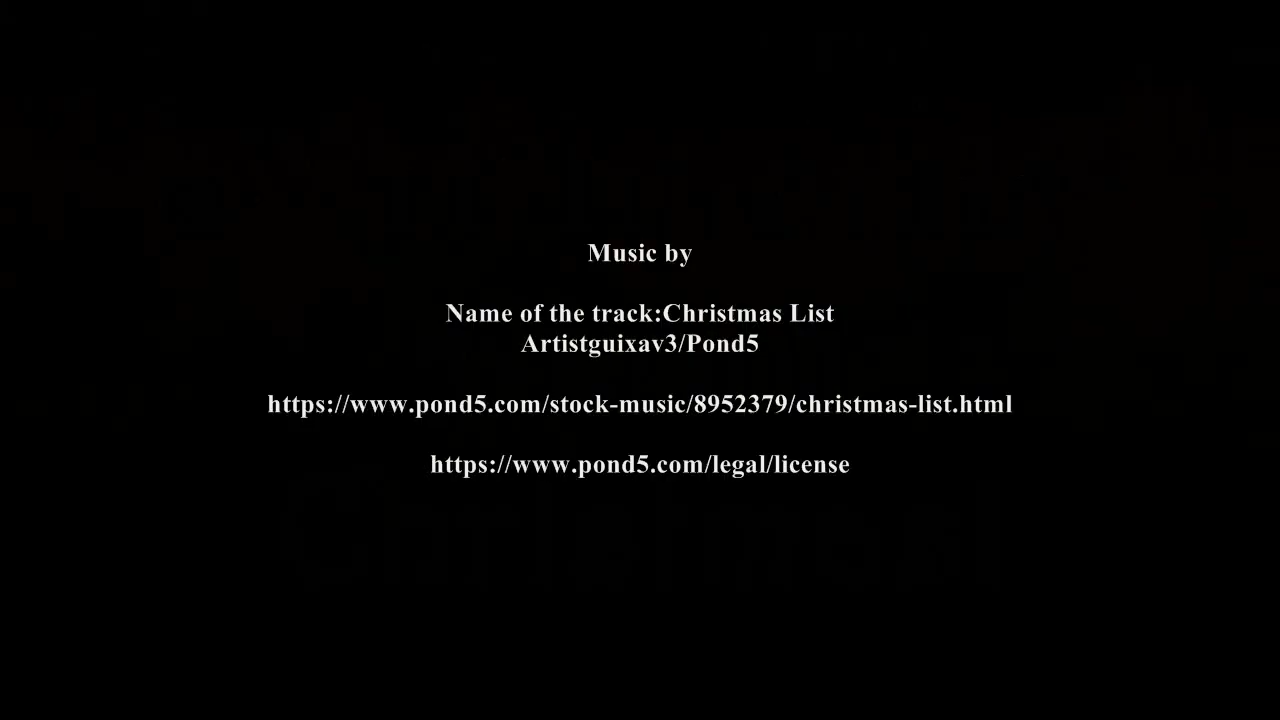 Music by
Name of the track:Christmas List
Artistguixav3/Pond5
https://www.pond5.com/stock-music/8952379/christmas-list.html
https://www.pond5.com/legal/license